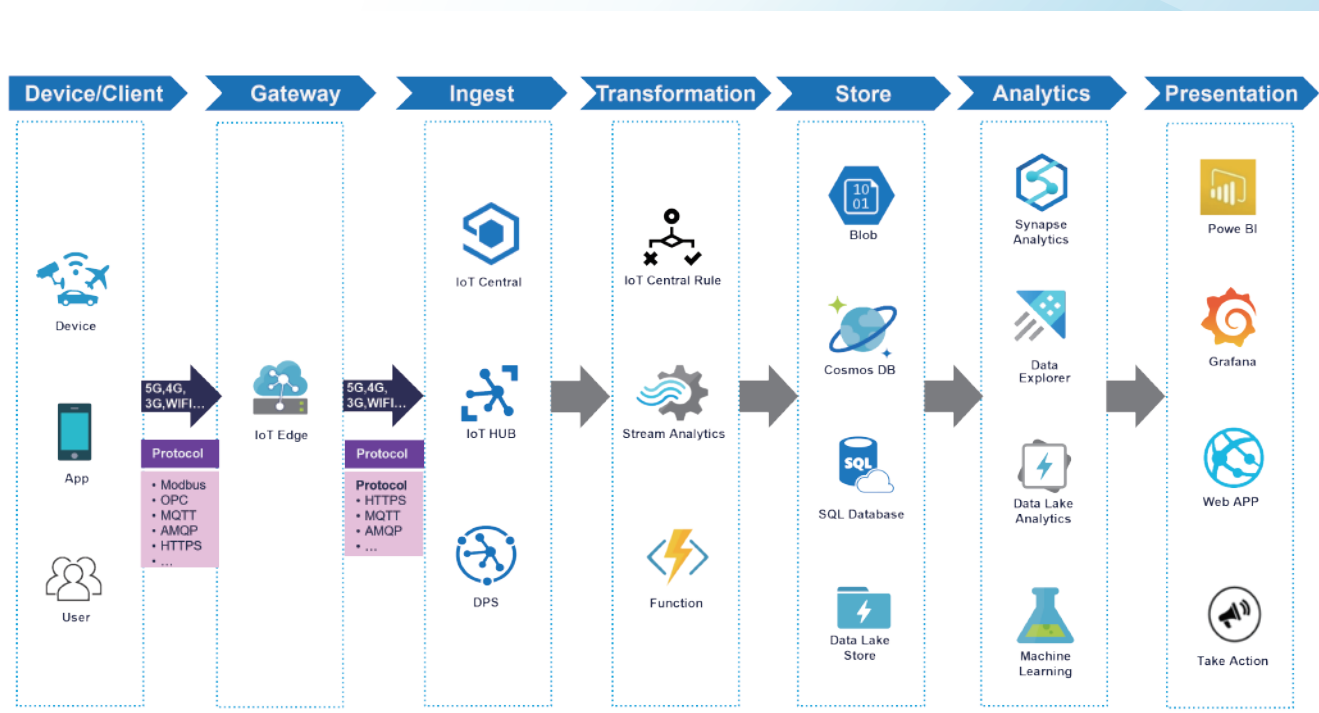 Device/Client
Gateway
Ingest
Transformation
Store
Analytics
Presentation
Device
App
User
5G,4G,
3G,WIFI...
Protocol
• Modbus
• OPC
• MQTT
• AMQP
• HTTPS
• ...
IoT Edge
5G,4G,
3G,WIFI...
Protocol
Protocol
• HTTPS
• MQTT
• AMQP
• ...
IoT Central
IoT HUB
DPS
IoT Central Rule
Stream Analytics
Function
10
01
Blob
Cosmos DB
SQL
SQL Database
Data Lake
Store
Synapse
Analytics
Data
Explorer
Data Lake
Analytics
Machine
Learning
Powe BI
Grafana
Web APP
Take Action